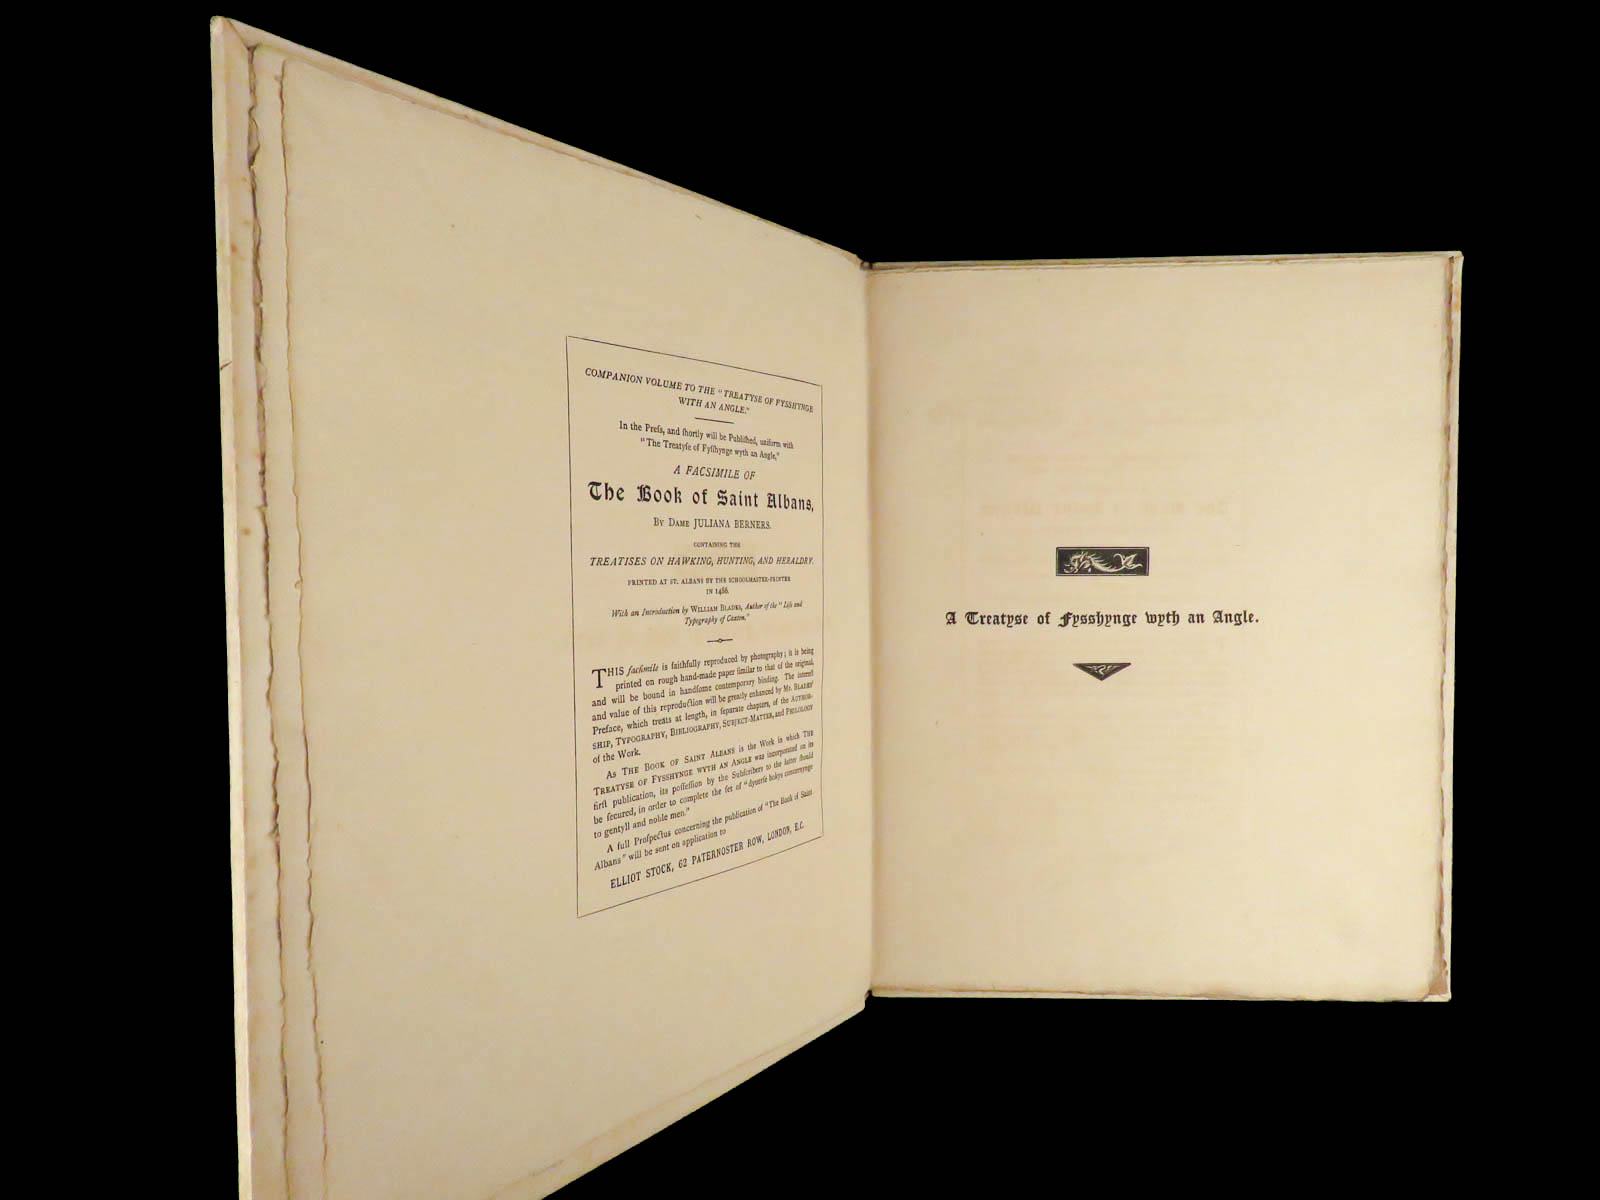 COMPANION VOLUME TO THE "TREATYSE OF FYSSHYNGE
WITH AN ANGLE."
In the Preſs, and ſhortly will be Publiſhed, uniform with
"The Treatyſe of Fyſſhynge wyth an Angle,"
A FACSIMILE OF
The Book of Saint Albans,
BY DAME JULIANA BERNERS.
CONTAINING THE
TREATISES ON HAWKING, HUNTING, AND HERALDRY.
PRINTED AT ST. ALBANS BY THE SCHOOLMASTER-PRINTER
IN 1486.
With an Introduction by WILLIAM BLADES, Author of the "Life and
Typography of Caxton."
THIS facſimile is faithfully reproduced by photography; it is being
printed on rough hand-made paper ſimilar to that of the original,
and will be bound in handſome contemporary binding. The interest
and value of this reproduction will be greatly enhanced by Mr. BLADES'
Preface, which treats at length, in ſeparate chapters, of the AUTHOR-
SHIP, TYPOGRAPHY, BIBLIOGRAPHY, SUBJECT-MATTER, and PHILOLOGY
of the Work.
As THE BOOK OF SAINT ALBANS is the Work in which THE
TREATYSE OF FYSSHYNGE WYTH AN ANGLE was incorporated on its
firſt publication, its poſſeſſion by the Subſcribers to the latter ſhould
be ſecured, in order to complete the ſet of "dyuerſe bokys concernynge
to gentyll and noble men."
A full Proſpectus concerning the publication of "The Book of Saint
Albans" will be sent on application to
ELLIOT STOCK, 62 PATERNOSTER ROW, LONDON, E.C.
A Treatyse of Fysshynge wyth an Angle.